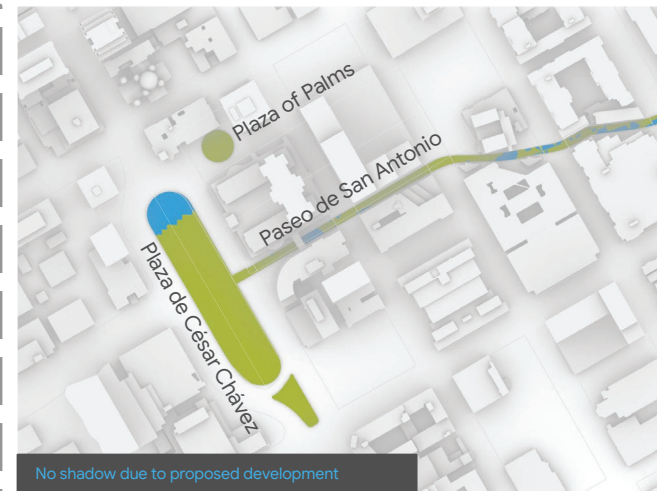 Plaza of Palms
Paseo de San Antonio
Plaza de César Chávez
No shadow due to proposed development